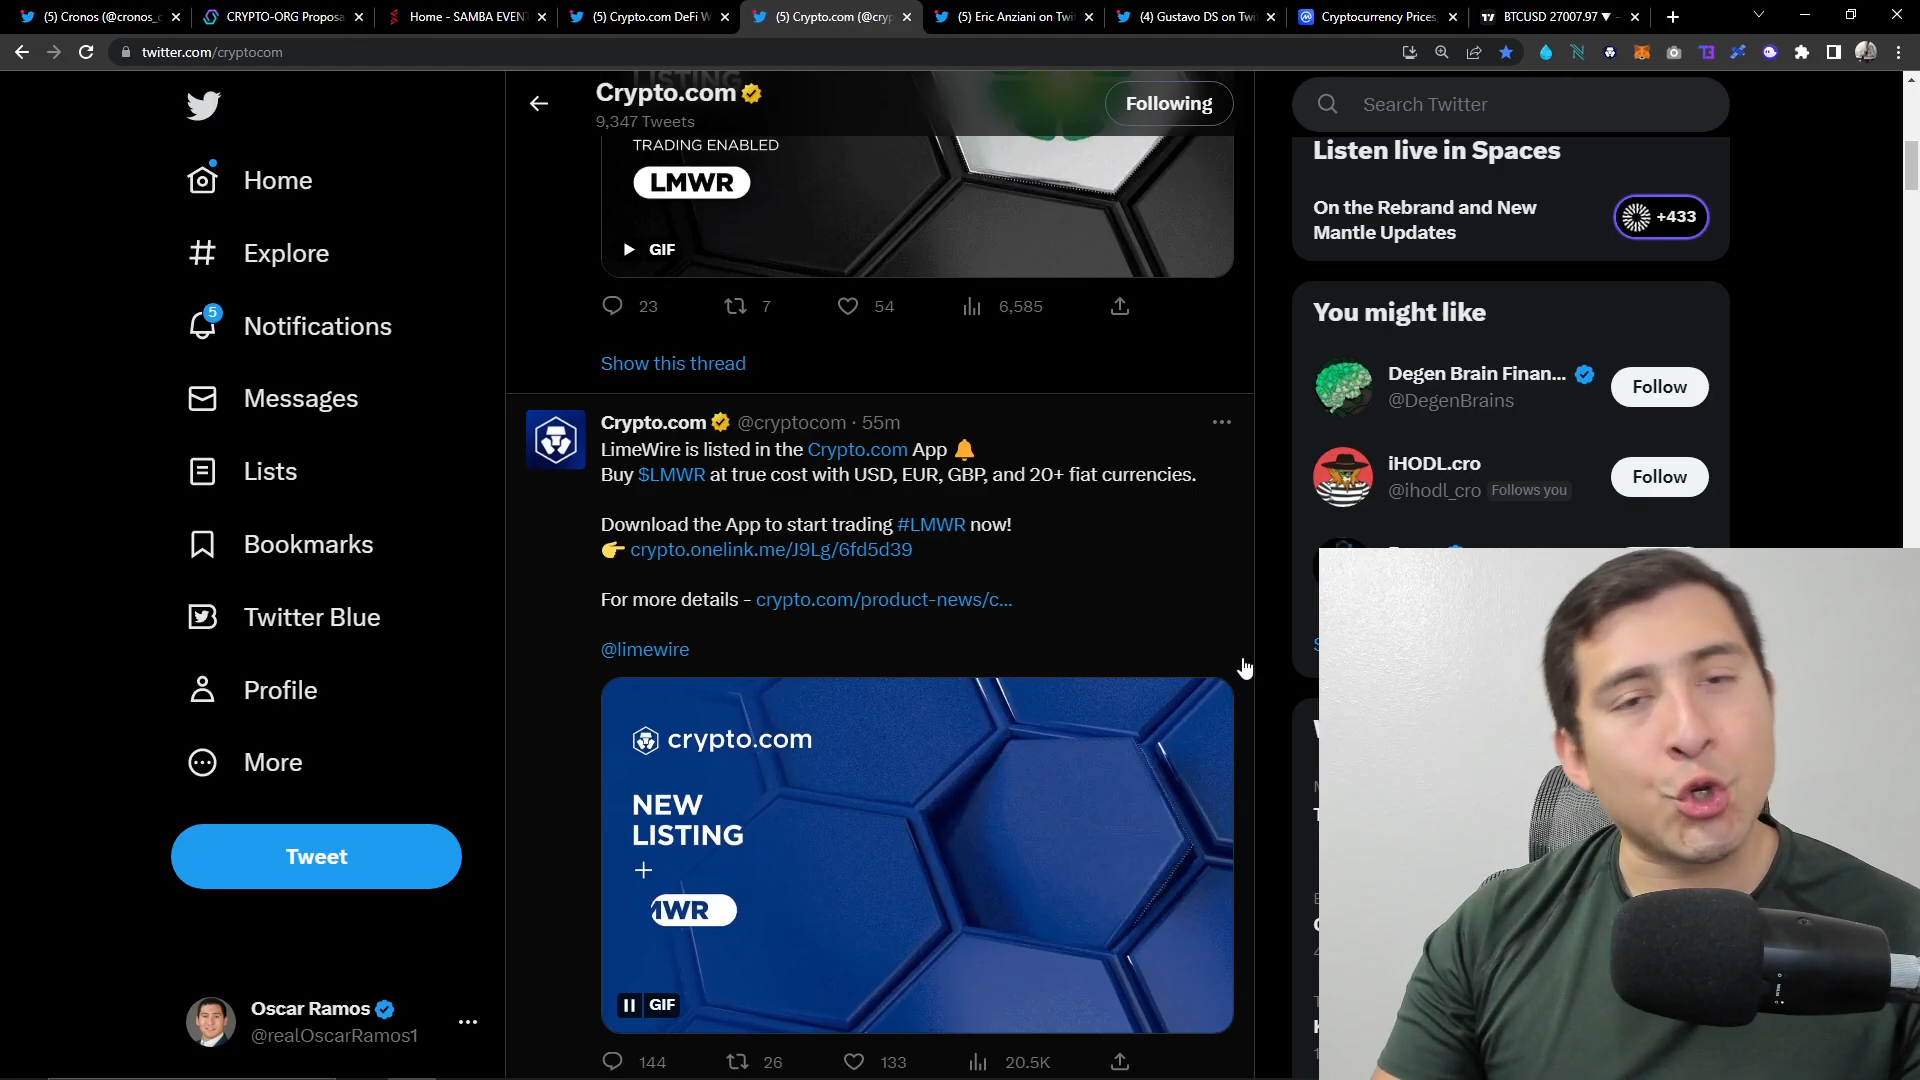 (5) Cronos (@cronos_c
CRYPTO-ORG Proposa
Home - SAMBA EVEN
(5) Crypto.com DeFi W
(5) Crypto.com (@cryp
(5) Eric Anziani on Twi
(4) Gustavo DS on Twi
Cryptocurrency Prices,
BTCUSD 27007.97 ▼
twitter.com/cryptocom
Home
Explore
5
Notifications
Messages
Lists
Bookmarks
Twitter Blue
Profile
More
Tweet
Oscar Ramos
@realOscarRamos1
LISTING
Crypto.com
9,347 Tweets
Following
TRADING ENABLED
LMWR
GIF
23 7 54 6,585
Show this thread
Crypto.com @cryptocom · 55m
LimeWire is listed in the Crypto.com App 🔔
Buy $LMWR at true cost with USD, EUR, GBP, and 20+ fiat currencies.
Download the App to start trading #LMWR now!
👉 crypto.onelink.me/J9Lg/6fd5d39
For more details - crypto.com/product-news/c...
@limewire
crypto.com
NEW
LISTING
+
MWR
GIF
144 26 133 20.5K
Search Twitter
Listen live in Spaces
On the Rebrand and New
Mantle Updates
+433
You might like
Degen Brain Finan...
@DegenBrains
Follow
iHODL.cro
@ihodl_cro Follows you
Follow